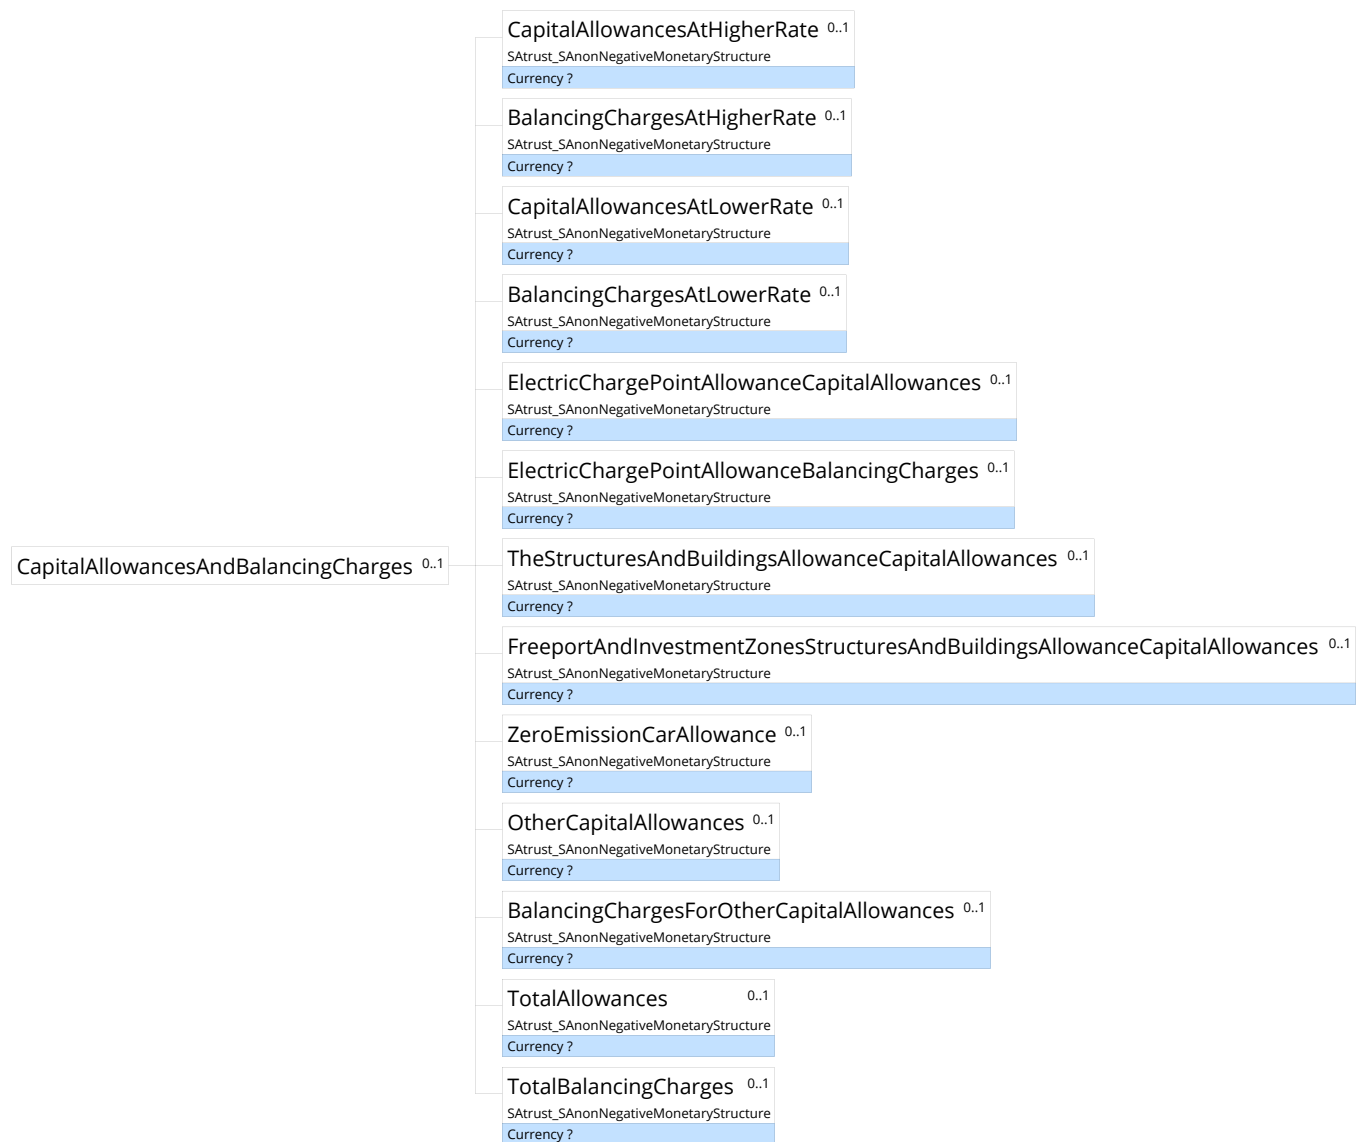 CapitalAllowancesAtHigherRate 0..1
SAtrust_SAnonNegativeMonetaryStructure
Currency ?
BalancingChargesAtHigherRate 0..1
SAtrust_SAnonNegativeMonetaryStructure
Currency ?
CapitalAllowancesAtLowerRate 0..1
SAtrust_SAnonNegativeMonetaryStructure
Currency ?
BalancingChargesAtLowerRate 0..1
SAtrust_SAnonNegativeMonetaryStructure
Currency ?
ElectricChargePointAllowanceCapitalAllowances 0..1
SAtrust_SAnonNegativeMonetaryStructure
Currency ?
ElectricChargePointAllowanceBalancingCharges 0..1
SAtrust_SAnonNegativeMonetaryStructure
Currency ?
CapitalAllowancesAndBalancingCharges 0..1
TheStructuresAndBuildingsAllowanceCapitalAllowances 0..1
SAtrust_SAnonNegativeMonetaryStructure
Currency ?
FreeportAndInvestmentZonesStructuresAndBuildingsAllowanceCapitalAllowances 0..1
SAtrust_SAnonNegativeMonetaryStructure
Currency ?
ZeroEmissionCarAllowance 0..1
SAtrust_SAnonNegativeMonetaryStructure
Currency ?
OtherCapitalAllowances 0..1
SAtrust_SAnonNegativeMonetaryStructure
Currency ?
BalancingChargesForOtherCapitalAllowances 0..1
SAtrust_SAnonNegativeMonetaryStructure
Currency ?
TotalAllowances 0..1
SAtrust_SAnonNegativeMonetaryStructure
Currency ?
TotalBalancingCharges 0..1
SAtrust_SAnonNegativeMonetaryStructure
Currency ?